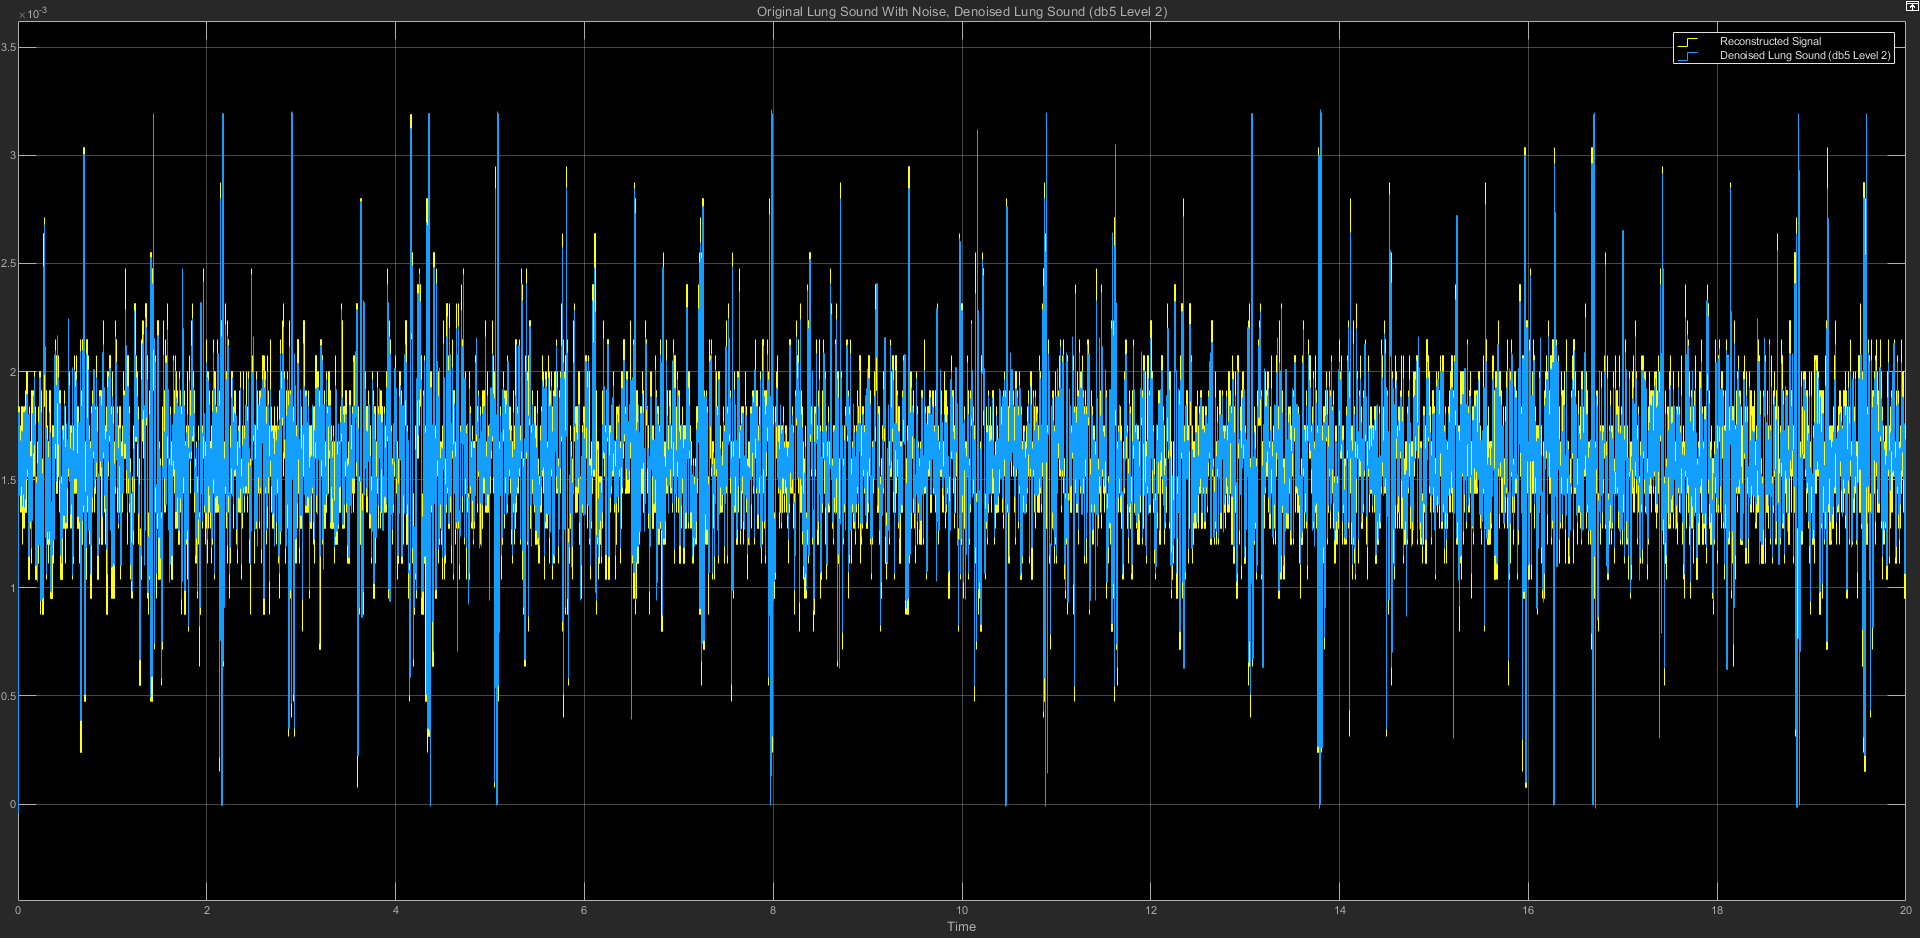 Original Lung Sound With Noise, Denoised Lung Sound (db5 Level 2)
×10⁻³
Reconstructed Signal
Denoised Lung Sound (db5 Level 2)
3.5
3
2.5
2
1.5
1
0.5
0
0 2 4 6 8 10 12 14 16 18 20
Time